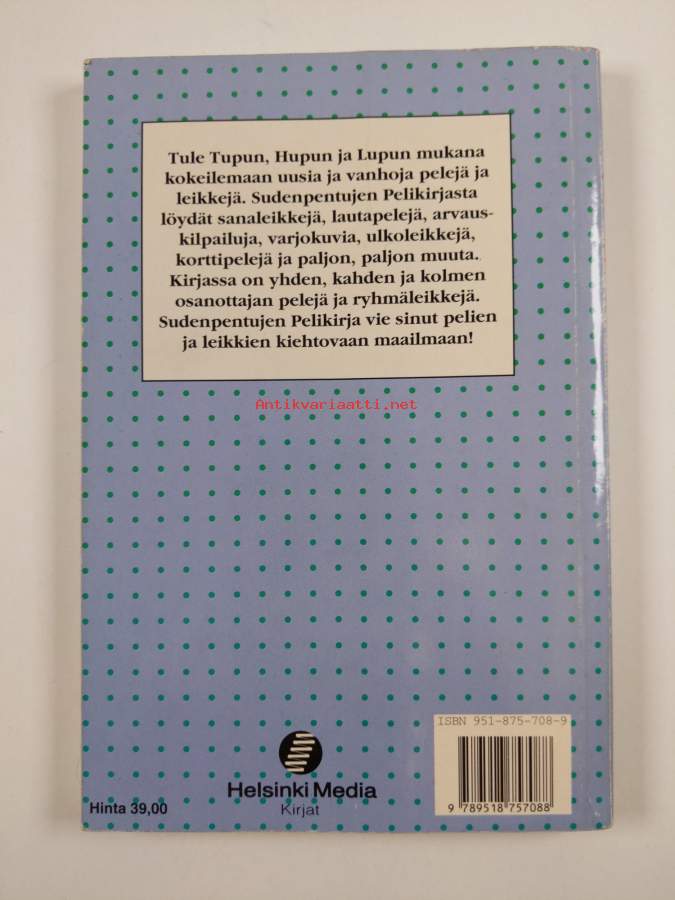 Tule Tupun, Hupun ja Lupun mukana
kokeilemaan uusia ja vanhoja pelejä ja
leikkejä. Sudenpentujen Pelikirjasta
löydät sanaleikkejä, lautapelejä, arvaus-
kilpailuja, varjokuvia, ulkoleikkejä,
korttipelejä ja paljon, paljon muuta.
Kirjassa on yhden, kahden ja kolmen
osanottajan pelejä ja ryhmäleikkejä.
Sudenpentujen Pelikirja vie sinut pelien
ja leikkien kiehtovaan maailmaan!
Antikvariaatti.net
ISBN 951-875-708-9
9 789518 757088
Helsinki Media
Kirjat
Hinta 39,00